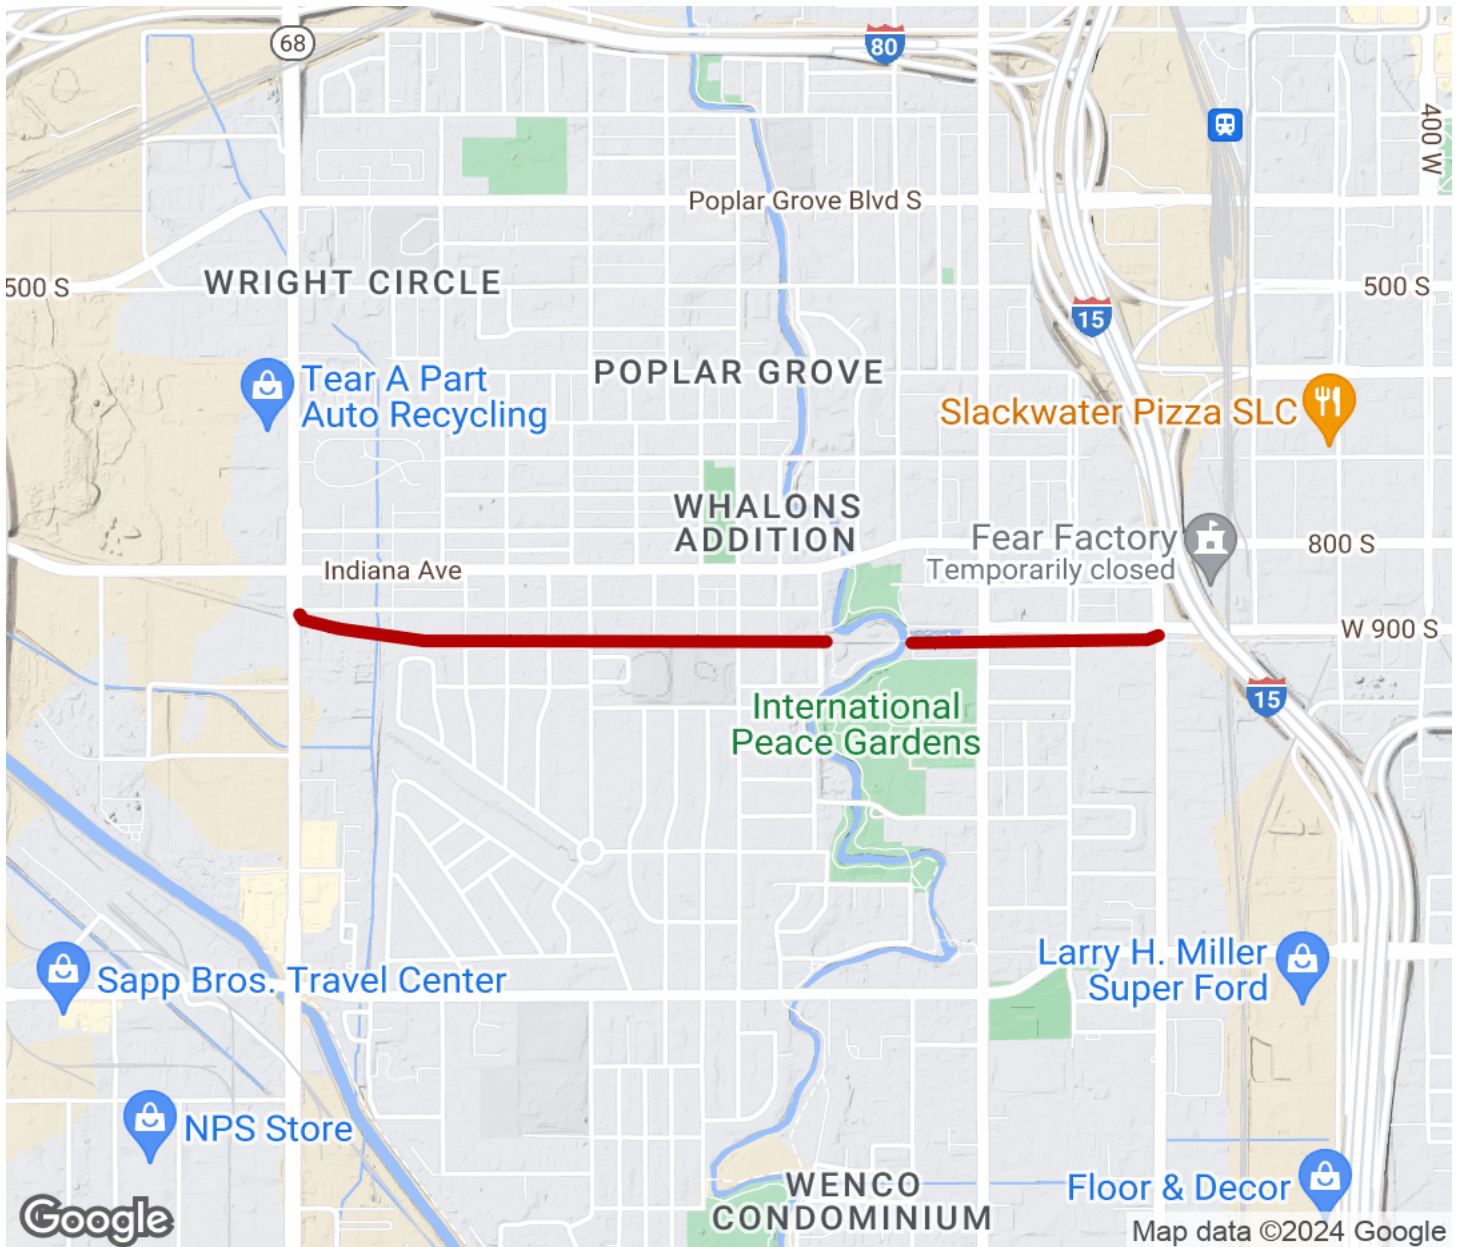 68
80
400 W
Poplar Grove Blvd S
WRIGHT CIRCLE
500 S
500 S
15
POPLAR GROVE
Tear A Part
Auto Recycling
Slackwater Pizza SLC
WHALONS
ADDITION
Fear Factory
Temporarily closed
800 S
Indiana Ave
W 900 S
International
Peace Gardens
15
Larry H. Miller
Super Ford
Sapp Bros. Travel Center
NPS Store
WENCO
CONDOMINIUM
Floor & Decor
Google
Map data ©2024 Google